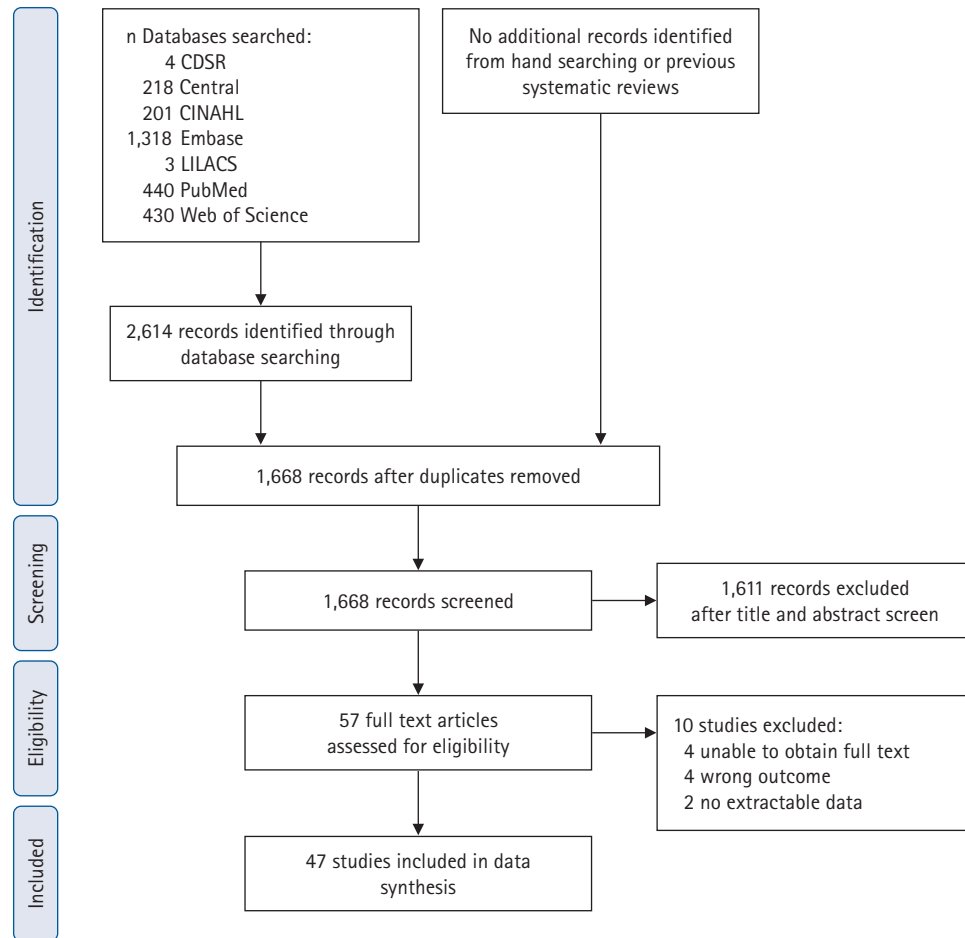 Identification
n Databases searched:
4 CDSR
218 Central
201 CINAHL
1,318 Embase
3 LILACS
440 PubMed
430 Web of Science
No additional records identified
from hand searching or previous
systematic reviews
2,614 records identified through
database searching
1,668 records after duplicates removed
Screening
1,668 records screened
1,611 records excluded
after title and abstract screen
Eligibility
57 full text articles
assessed for eligibility
10 studies excluded:
4 unable to obtain full text
4 wrong outcome
2 no extractable data
Included
47 studies included in data
synthesis